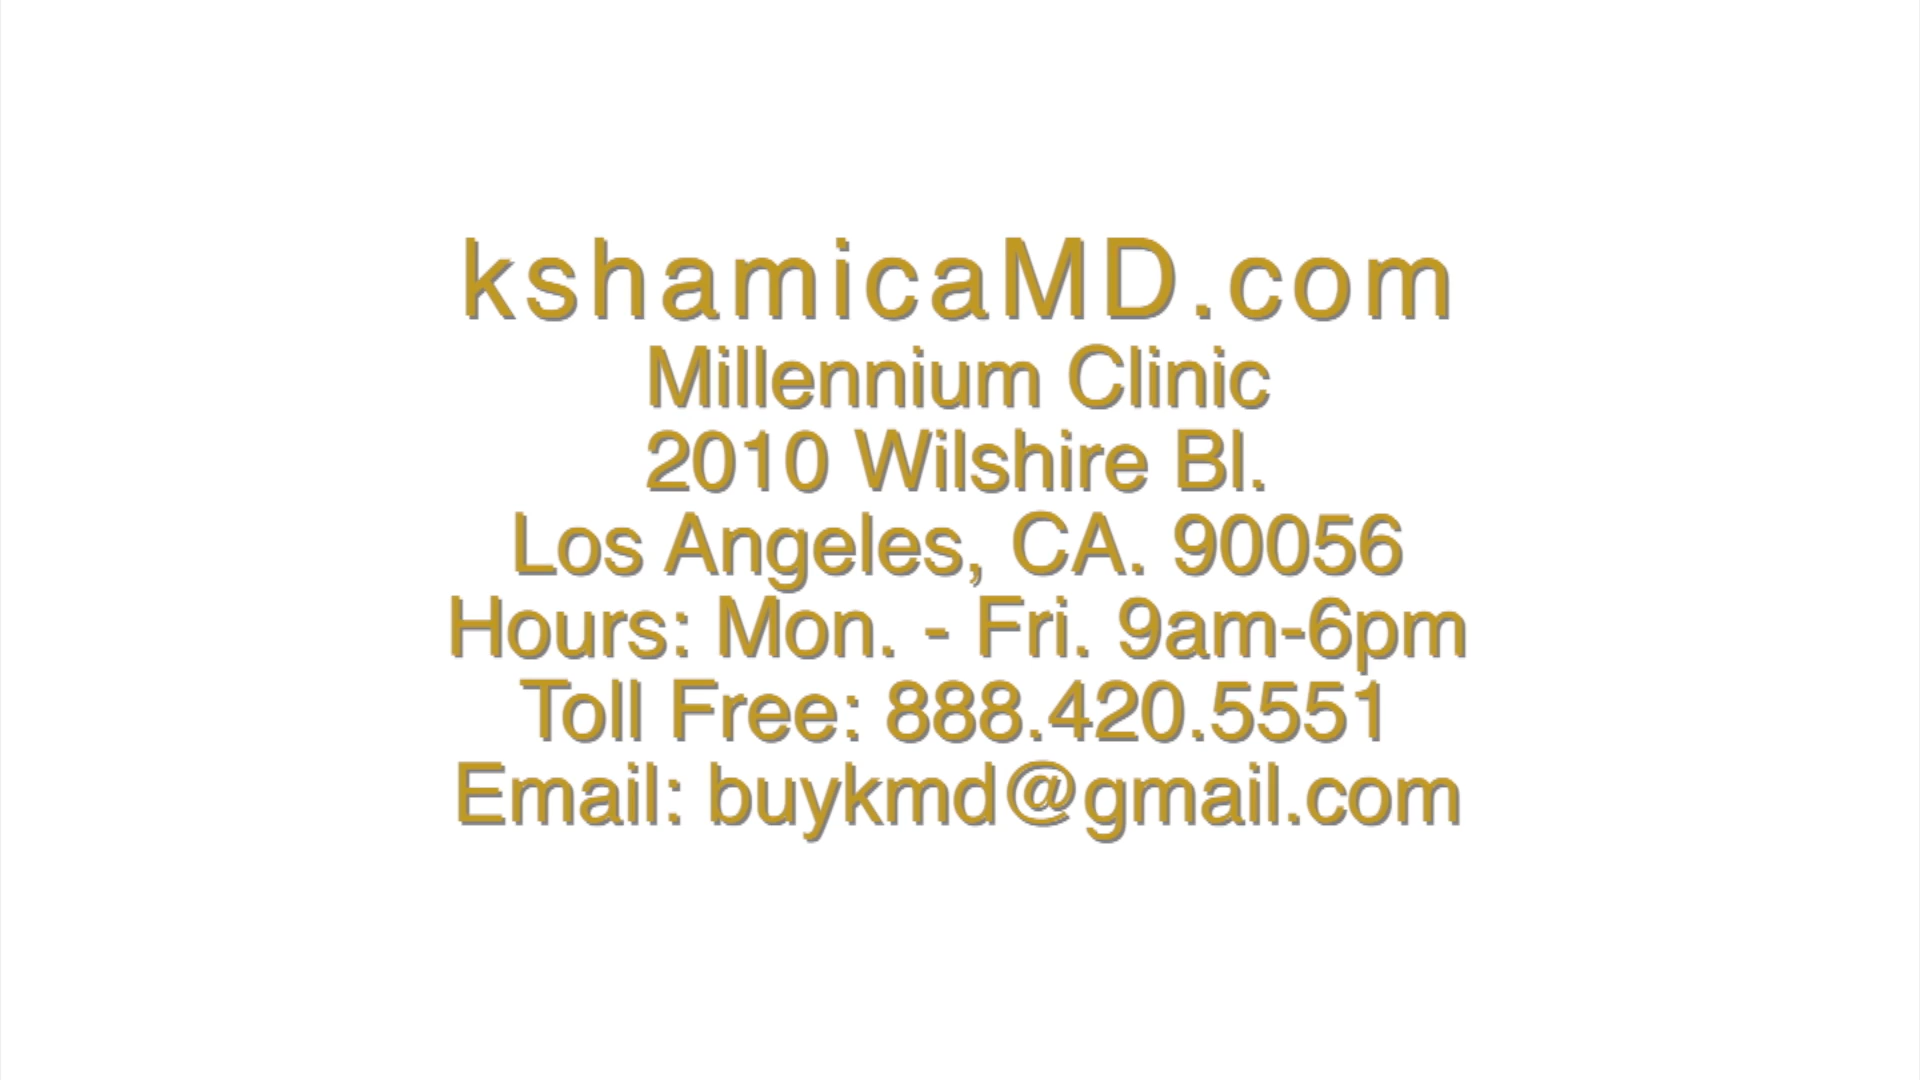 kshamicaMD.com
Millennium Clinic
2010 Wilshire Bl.
Los Angeles, CA. 90056
Hours: Mon. - Fri. 9am-6pm
Toll Free: 888.420.5551
Email: buykmd@gmail.com